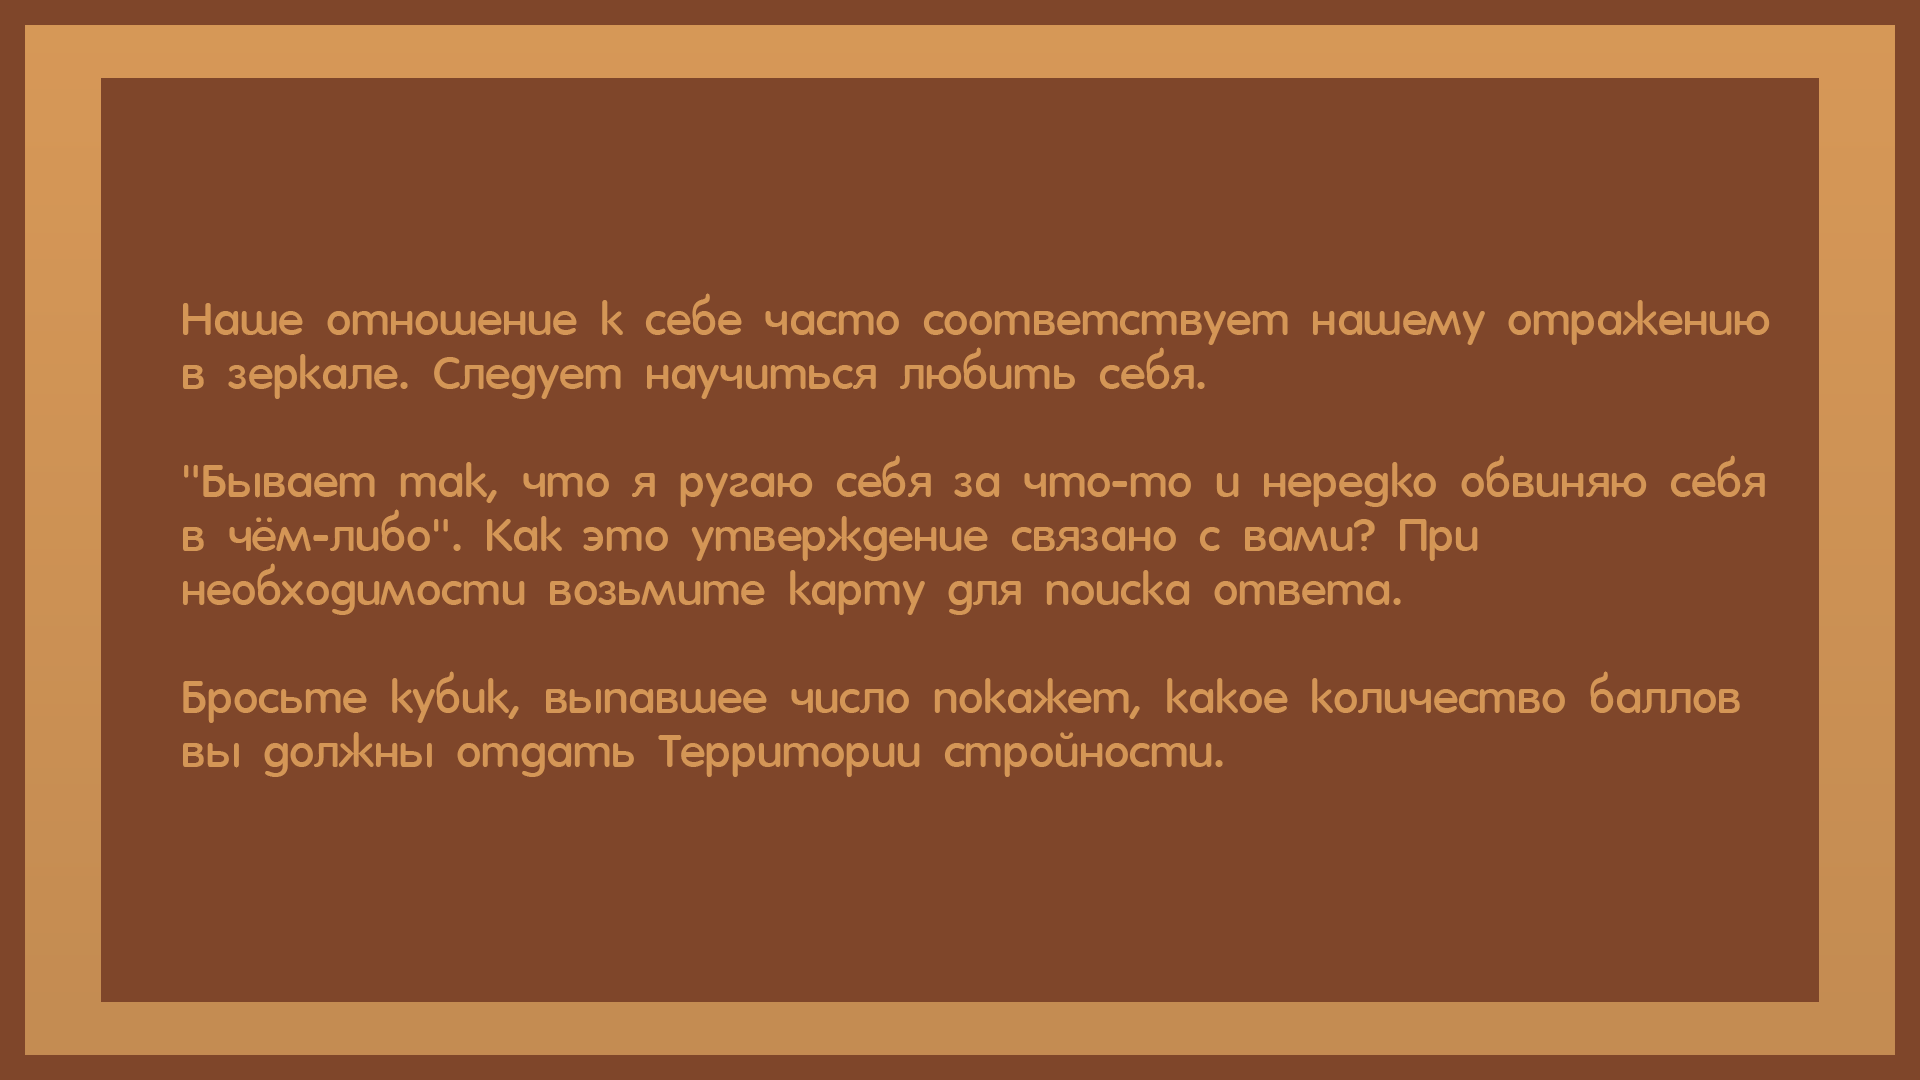 Наше отношение к себе часто соответствует нашему отражению
в зеркале. Следует научиться любить себя.
"Бывает так, что я ругаю себя за что-то и нередко обвиняю себя
в чём-либо". Как это утверждение связано с вами? При
необходимости возьмите карту для поиска ответа.
Бросьте кубик, выпавшее число покажет, какое количество баллов
вы должны отдать Территории стройности.